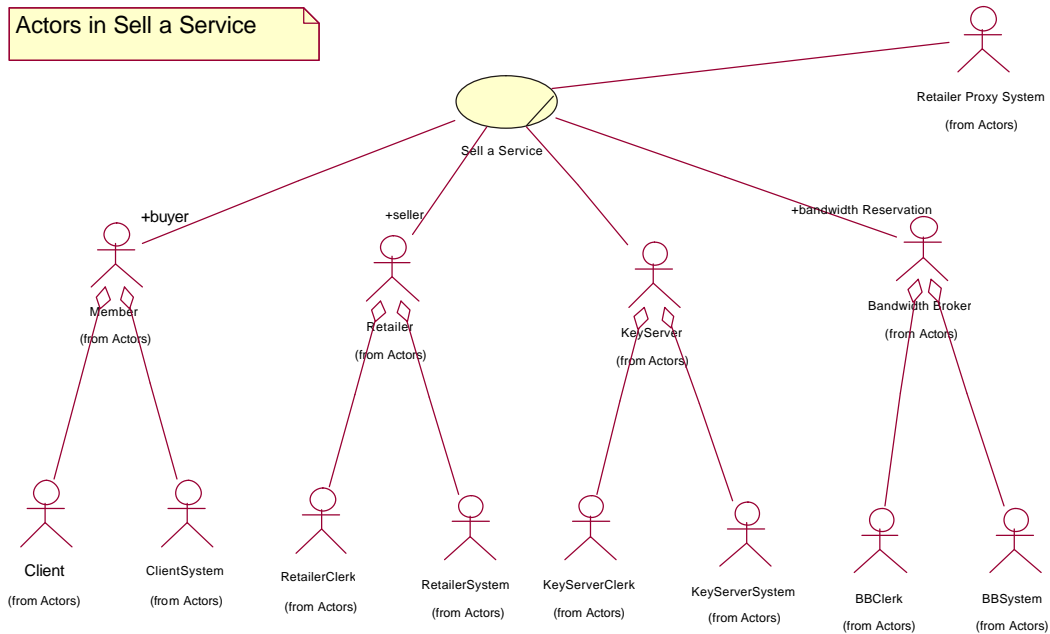 Actors in Sell a Service
Retailer Proxy System
(from Actors)
Sell a Service
+buyer
+seller
+bandwidth Reservation
Member
(from Actors)
Retailer
(from Actors)
KeyServer
(from Actors)
Bandwidth Broker
(from Actors)
Client
(from Actors)
ClientSystem
(from Actors)
RetailerClerk
(from Actors)
RetailerSystem
(from Actors)
KeyServerClerk
(from Actors)
KeyServerSystem
(from Actors)
BBClerk
(from Actors)
BBSystem
(from Actors)